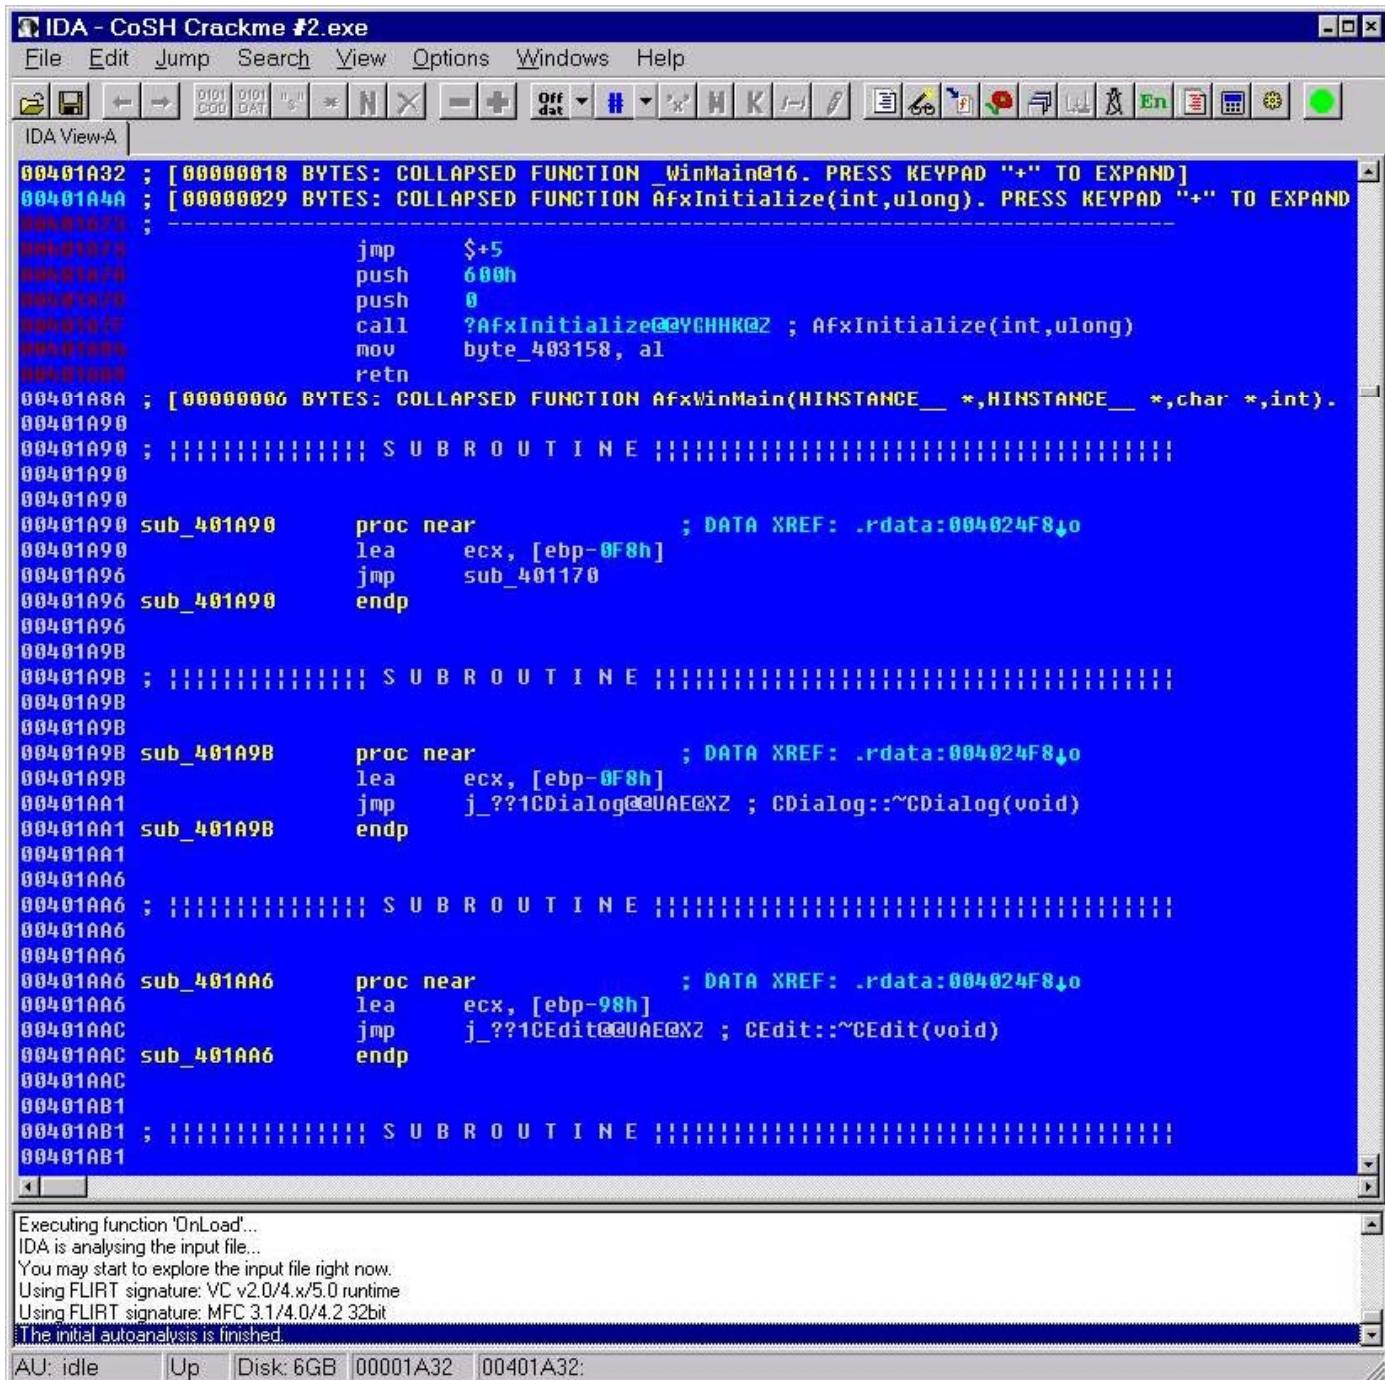 IDA - CoSH Crackme #2.exe
File Edit Jump Search View Options Windows Help
Off dat En
IDA View-A
00401A32 ; [00000018 BYTES: COLLAPSED FUNCTION _WinMain@16. PRESS KEYPAD "+" TO EXPAND]
00401A4A ; [00000029 BYTES: COLLAPSED FUNCTION AfxInitialize(int,ulong). PRESS KEYPAD "+" TO EXPAND
00401A73 ; ---------------------------------------------------------------------------
jmp $+5
push 600h
push 0
call ?AfxInitialize@@YGHHK@Z ; AfxInitialize(int,ulong)
mov byte_403158, al
retn
00401A8A ; [00000006 BYTES: COLLAPSED FUNCTION AfxWinMain(HINSTANCE__ *,HINSTANCE__ *,char *,int).
00401A90
00401A90 ; ¦¦¦¦¦¦¦¦¦¦¦¦¦¦¦ S U B R O U T I N E ¦¦¦¦¦¦¦¦¦¦¦¦¦¦¦¦¦¦¦¦¦¦¦¦¦¦¦¦¦¦¦¦¦¦¦¦¦¦¦
00401A90
00401A90
00401A90 sub_401A90 proc near ; DATA XREF: .rdata:004024F8↓o
00401A90 lea ecx, [ebp-0F8h]
00401A96 jmp sub_401170
00401A96 sub_401A90 endp
00401A96
00401A9B
00401A9B ; ¦¦¦¦¦¦¦¦¦¦¦¦¦¦¦ S U B R O U T I N E ¦¦¦¦¦¦¦¦¦¦¦¦¦¦¦¦¦¦¦¦¦¦¦¦¦¦¦¦¦¦¦¦¦¦¦¦¦¦¦
00401A9B
00401A9B
00401A9B sub_401A9B proc near ; DATA XREF: .rdata:004024F8↓o
00401A9B lea ecx, [ebp-0F8h]
00401AA1 jmp j_??1CDialog@@UAE@XZ ; CDialog::~CDialog(void)
00401AA1 sub_401A9B endp
00401AA1
00401AA6
00401AA6 ; ¦¦¦¦¦¦¦¦¦¦¦¦¦¦¦ S U B R O U T I N E ¦¦¦¦¦¦¦¦¦¦¦¦¦¦¦¦¦¦¦¦¦¦¦¦¦¦¦¦¦¦¦¦¦¦¦¦¦¦¦
00401AA6
00401AA6
00401AA6 sub_401AA6 proc near ; DATA XREF: .rdata:004024F8↓o
00401AA6 lea ecx, [ebp-98h]
00401AAC jmp j_??1CEdit@@UAE@XZ ; CEdit::~CEdit(void)
00401AAC sub_401AA6 endp
00401AAC
00401AB1
00401AB1 ; ¦¦¦¦¦¦¦¦¦¦¦¦¦¦¦ S U B R O U T I N E ¦¦¦¦¦¦¦¦¦¦¦¦¦¦¦¦¦¦¦¦¦¦¦¦¦¦¦¦¦¦¦¦¦¦¦¦¦¦¦
00401AB1
Executing function 'OnLoad'...
IDA is analysing the input file...
You may start to explore the input file right now.
Using FLIRT signature: VC v2.0/4.x/5.0 runtime
Using FLIRT signature: MFC 3.1/4.0/4.2 32bit
The initial autoanalysis is finished.
AU: idle Up Disk: 6GB 00001A32 00401A32: